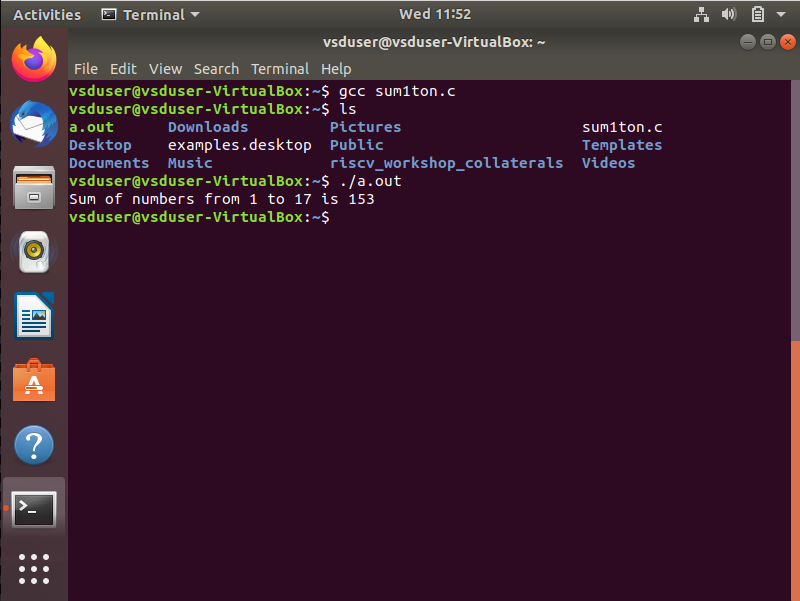 Activities Terminal Wed 11:52
vsduser@vsduser-VirtualBox: ~
File Edit View Search Terminal Help
vsduser@vsduser-VirtualBox:~$ gcc sum1ton.c
vsduser@vsduser-VirtualBox:~$ ls
a.out Downloads Pictures sum1ton.c
Desktop examples.desktop Public Templates
Documents Music riscv_workshop_collaterals Videos
vsduser@vsduser-VirtualBox:~$ ./a.out
Sum of numbers from 1 to 17 is 153
vsduser@vsduser-VirtualBox:~$